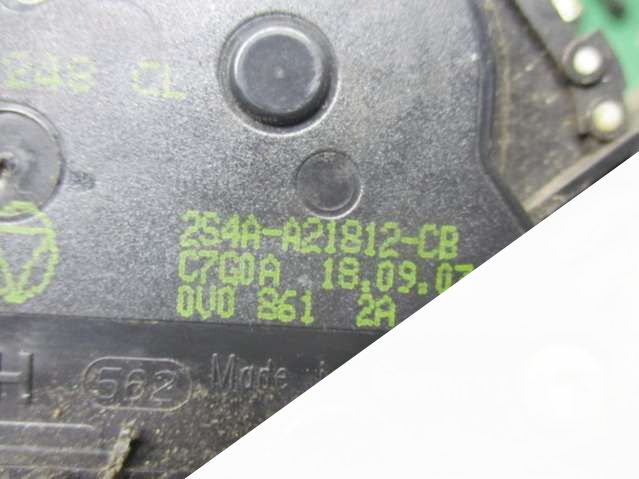 248 CL
2S4A-A21812-CB
C7G0A 18.09.07
0V0 861 2A
H 562 Made